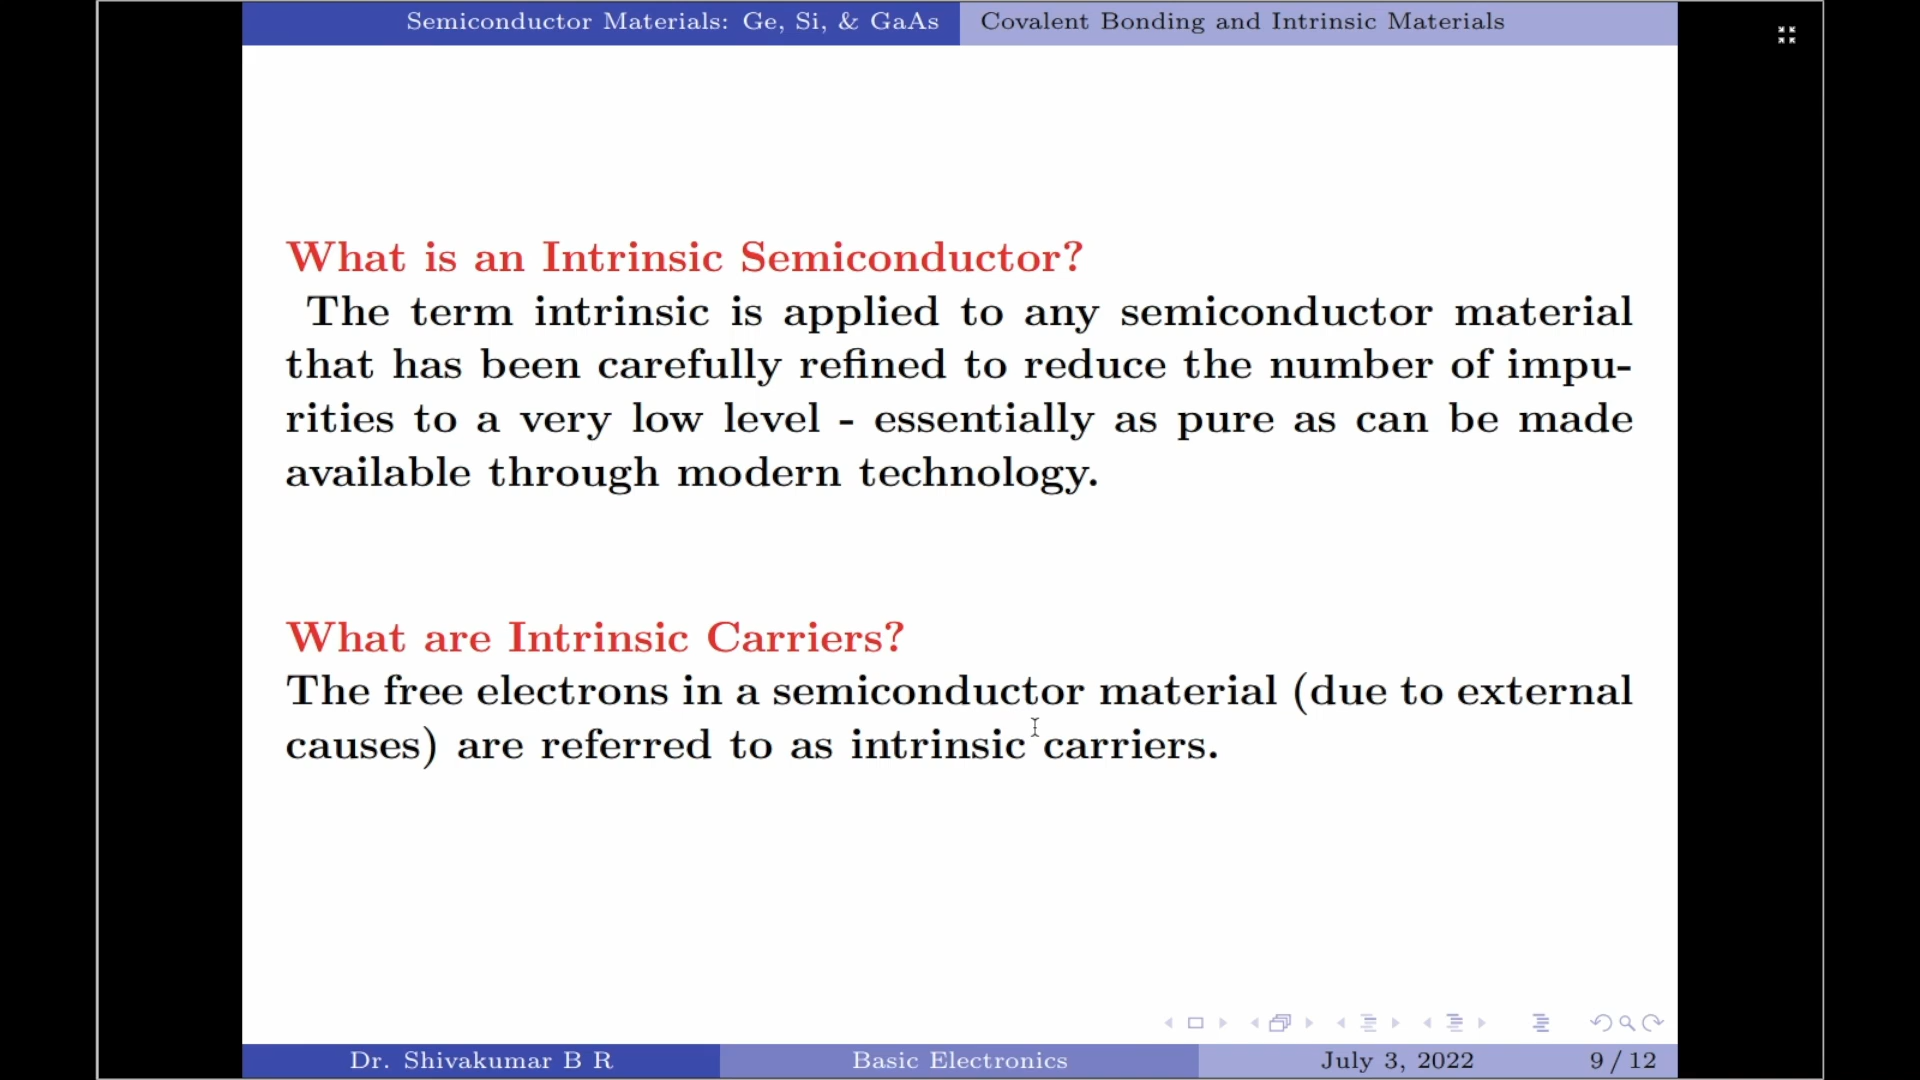 Semiconductor Materials: Ge, Si, & GaAs
Covalent Bonding and Intrinsic Materials
What is an Intrinsic Semiconductor?
The term intrinsic is applied to any semiconductor material
that has been carefully refined to reduce the number of impu-
rities to a very low level - essentially as pure as can be made
available through modern technology.
What are Intrinsic Carriers?
The free electrons in a semiconductor material (due to external
causes) are referred to as intrinsic carriers.
Dr. Shivakumar B R
Basic Electronics
July 3, 2022
9 / 12